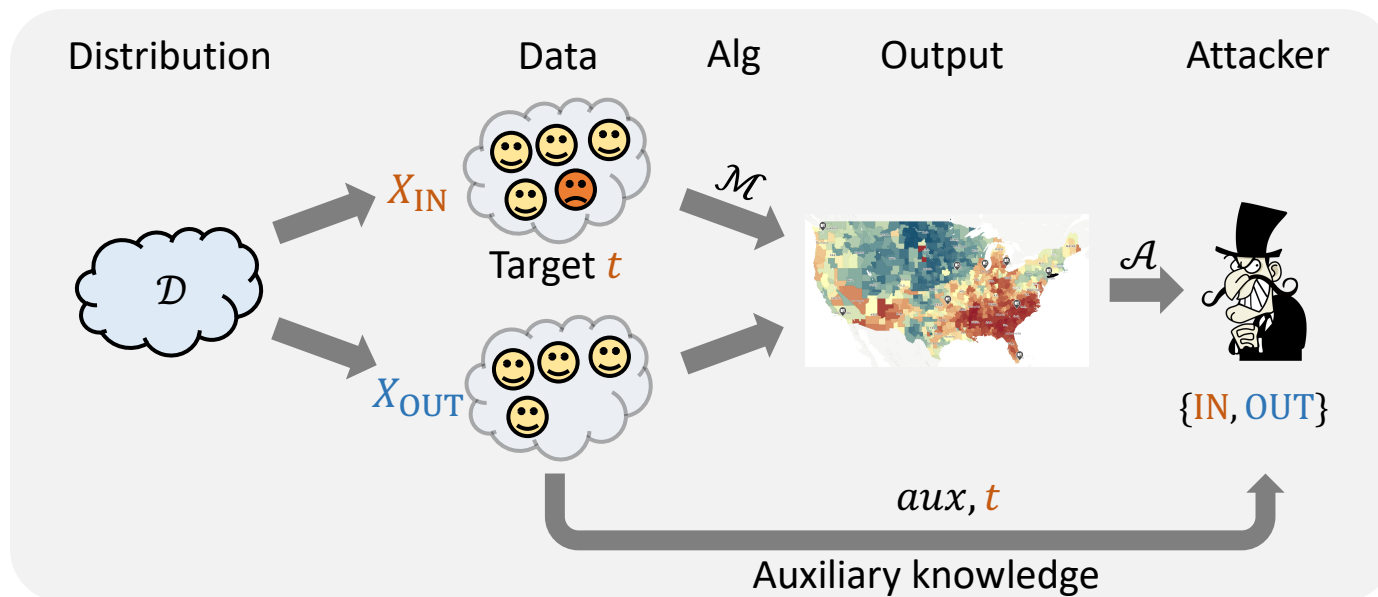 Distribution Data Alg Output Attacker
ℳ
X_IN
Target t
𝒜
𝒟
X_OUT
{IN, OUT}
aux, t
Auxiliary knowledge